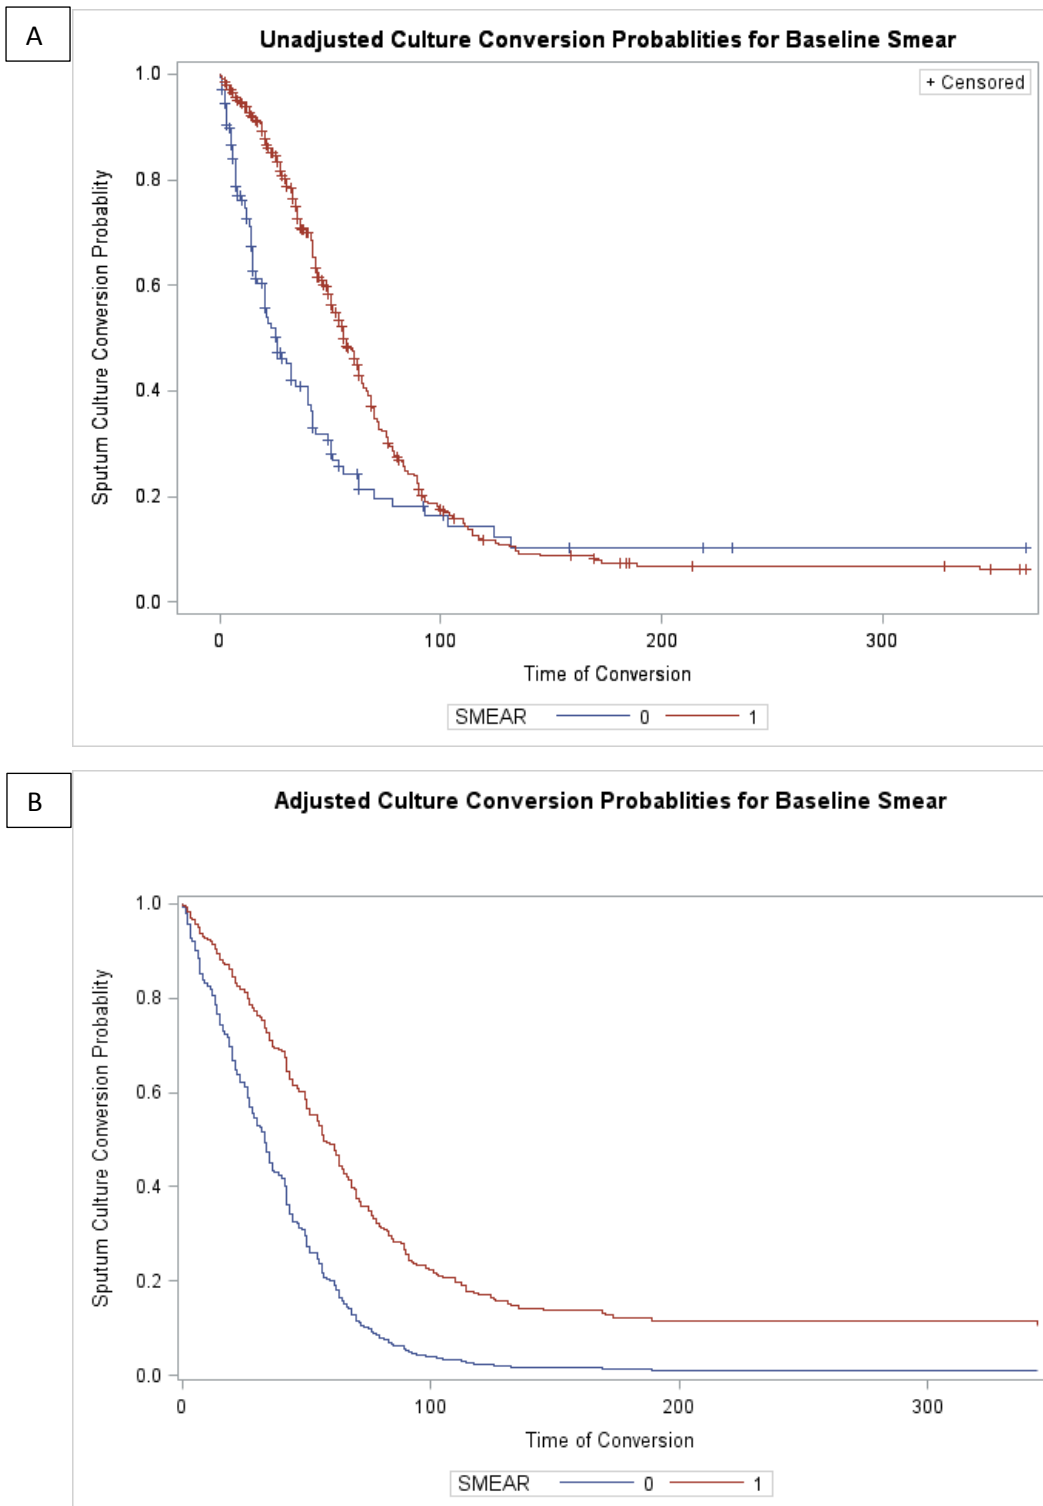 A
Unadjusted Culture Conversion Probablities for Baseline Smear
+ Censored
1.0
0.8
0.6
0.4
0.2
0.0
Sputum Culture Conversion Probablity
0 100 200 300
Time of Conversion
SMEAR 0 1
B
Adjusted Culture Conversion Probablities for Baseline Smear
1.0
0.8
0.6
0.4
0.2
0.0
Sputum Culture Conversion Probablity
0 100 200 300
Time of Conversion
SMEAR 0 1